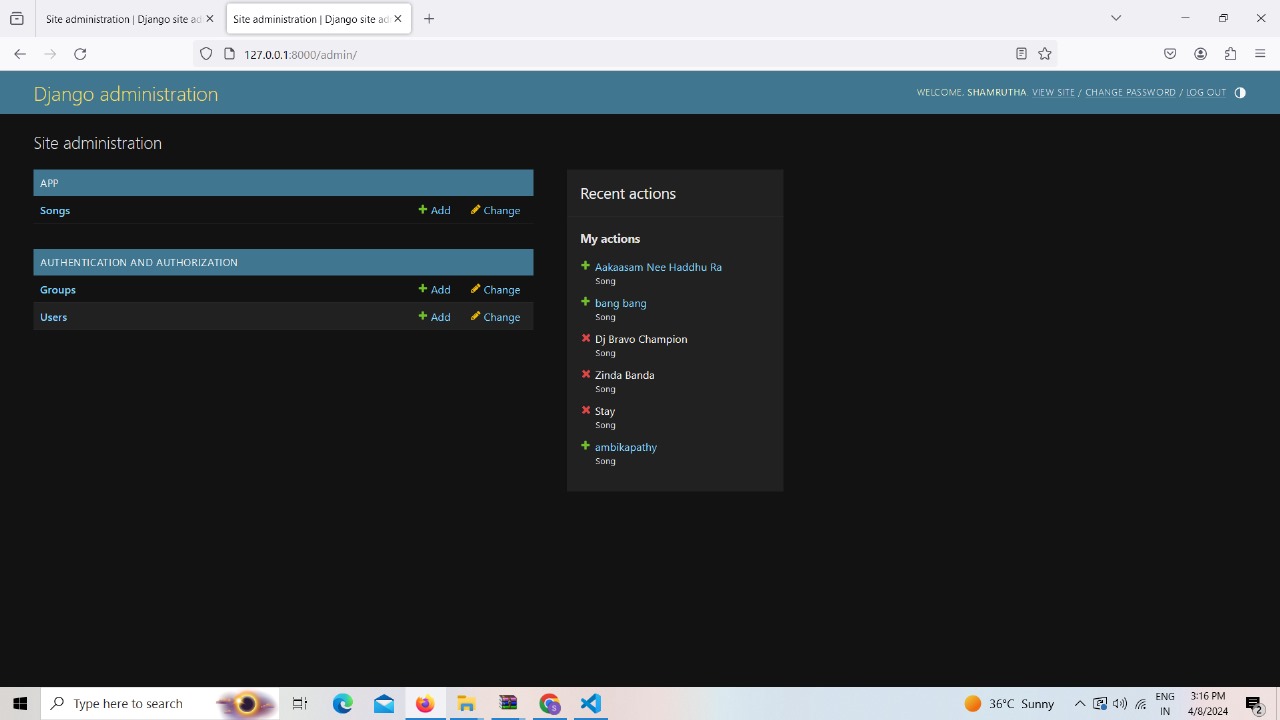 Site administration | Django site ad
Site administration | Django site ad
127.0.0.1:8000/admin/
Django administration
WELCOME, SHAMRUTHA. VIEW SITE / CHANGE PASSWORD / LOG OUT
Site administration
APP
Songs Add Change
AUTHENTICATION AND AUTHORIZATION
Groups Add Change
Users Add Change
Recent actions
My actions
Aakaasam Nee Haddhu Ra
Song
bang bang
Song
Dj Bravo Champion
Song
Zinda Banda
Song
Stay
Song
ambikapathy
Song
Type here to search
36°C Sunny
ENG
IN
3:16 PM
4/8/2024
2